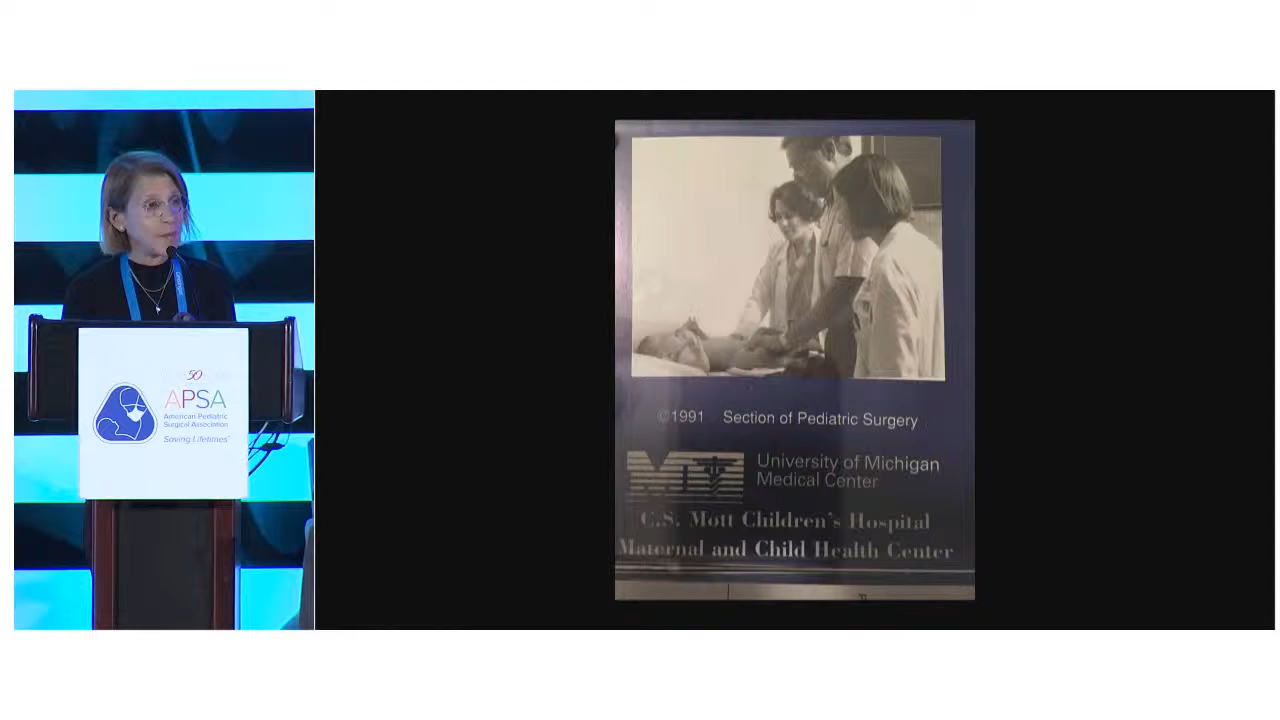 50
APSA
American Pediatric
Surgical Association
Saving Lifetimes
©1991 Section of Pediatric Surgery
University of Michigan
Medical Center
C.S. Mott Children's Hospital
Maternal and Child Health Center